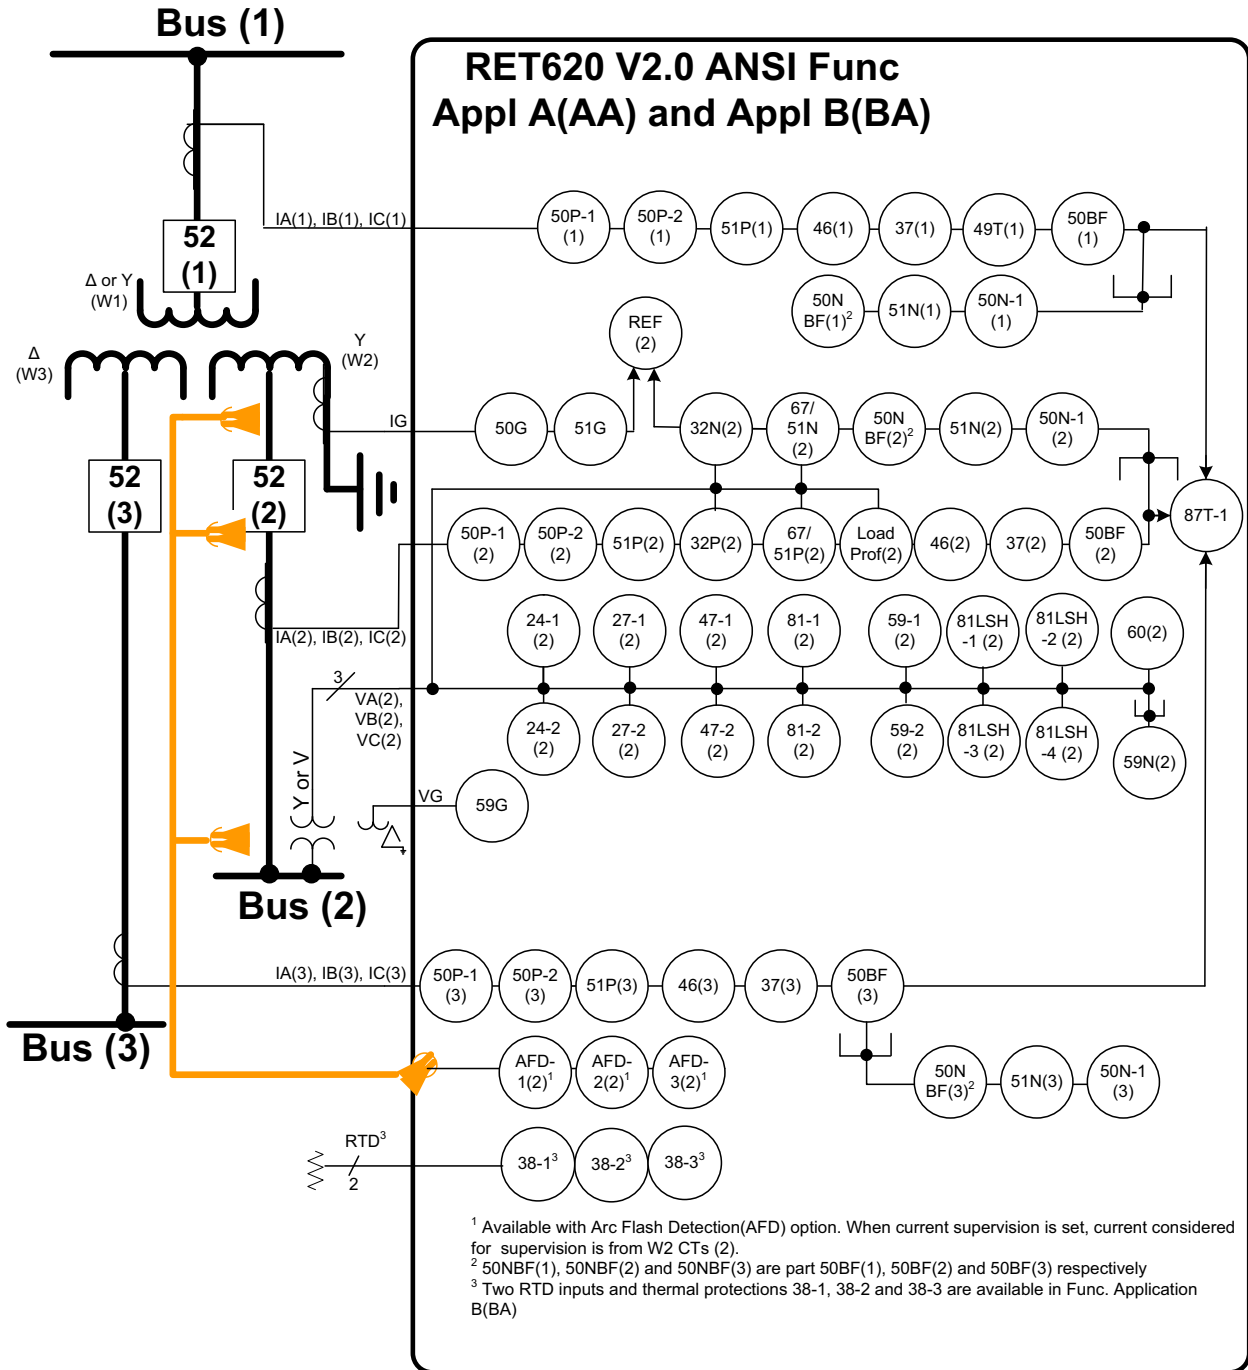 Bus (1)
RET620 V2.0 ANSI Func
Appl A(AA) and Appl B(BA)
IA(1), IB(1), IC(1)
50P-1
(1)
50P-2
(1)
51P(1)
46(1)
37(1)
49T(1)
50BF
(1)
52
(1)
Δ or Y
(W1)
50N
BF(1)²
51N(1)
50N-1
(1)
REF
(2)
Δ
(W3)
Y
(W2)
IG
50G
51G
32N(2)
67/
51N
(2)
50N
BF(2)²
51N(2)
50N-1
(2)
52
(3)
52
(2)
87T-1
50P-1
(2)
50P-2
(2)
51P(2)
32P(2)
67/
51P(2)
Load
Prof(2)
46(2)
37(2)
50BF
(2)
IA(2), IB(2), IC(2)
24-1
(2)
27-1
(2)
47-1
(2)
81-1
(2)
59-1
(2)
81LSH
-1 (2)
81LSH
-2 (2)
60(2)
3
VA(2),
VB(2),
VC(2)
24-2
(2)
27-2
(2)
47-2
(2)
81-2
(2)
59-2
(2)
81LSH
-3 (2)
81LSH
-4 (2)
59N(2)
Y or V
VG
59G
Δ
Bus (2)
IA(3), IB(3), IC(3)
50P-1
(3)
50P-2
(3)
51P(3)
46(3)
37(3)
50BF
(3)
Bus (3)
AFD-
1(2)¹
AFD-
2(2)¹
AFD-
3(2)¹
50N
BF(3)²
51N(3)
50N-1
(3)
RTD³
2
38-1³
38-2³
38-3³
¹ Available with Arc Flash Detection(AFD) option. When current supervision is set, current considered
for supervision is from W2 CTs (2).
² 50NBF(1), 50NBF(2) and 50NBF(3) are part 50BF(1), 50BF(2) and 50BF(3) respectively
³ Two RTD inputs and thermal protections 38-1, 38-2 and 38-3 are available in Func. Application
B(BA)